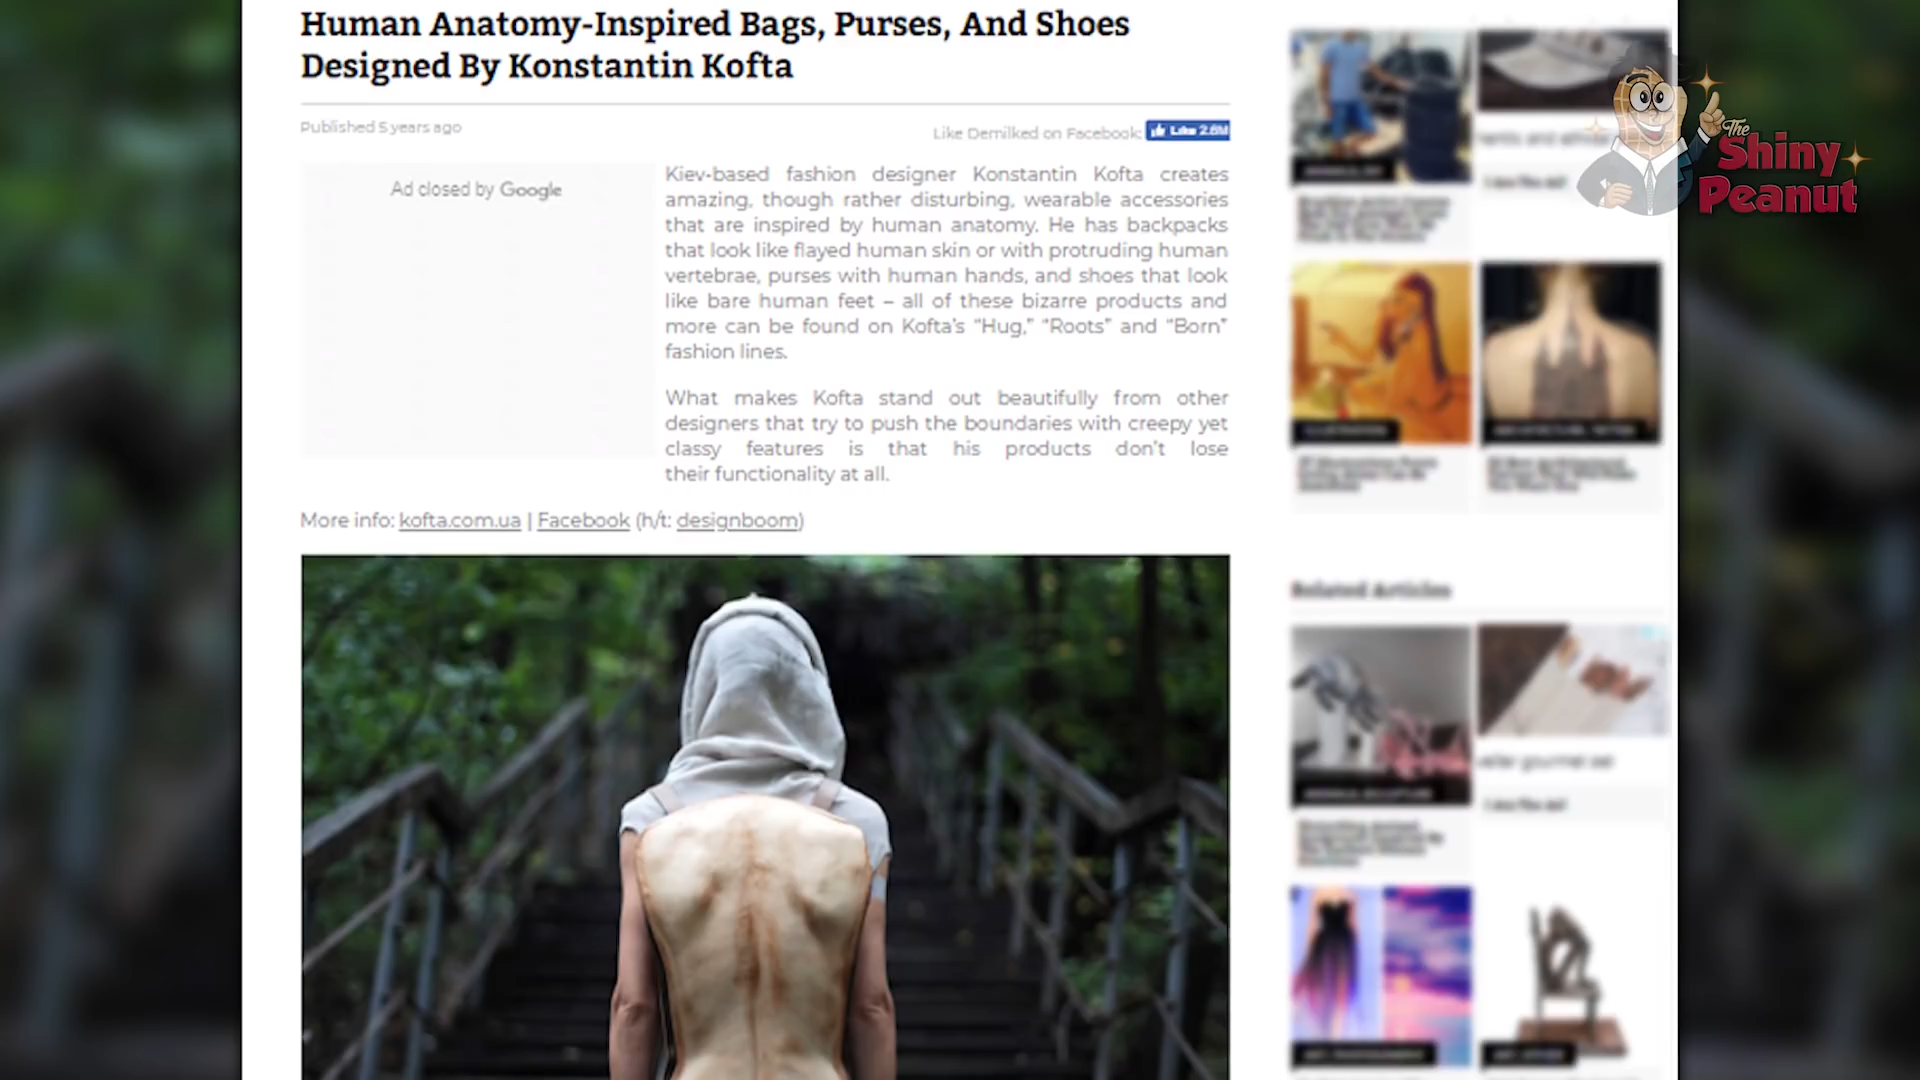 Human Anatomy-Inspired Bags, Purses, And Shoes
Designed By Konstantin Kofta
Published 5 years ago
Like Demilked on Facebook: Like 2.6M
Ad closed by Google
Kiev-based fashion designer Konstantin Kofta creates
amazing, though rather disturbing, wearable accessories
that are inspired by human anatomy. He has backpacks
that look like flayed human skin or with protruding human
vertebrae, purses with human hands, and shoes that look
like bare human feet – all of these bizarre products and
more can be found on Kofta's “Hug,” “Roots” and “Born”
fashion lines.
What makes Kofta stand out beautifully from other
designers that try to push the boundaries with creepy yet
classy features is that his products don't lose
their functionality at all.
More info: kofta.com.ua | Facebook (h/t: designboom)
The
Shiny
Peanut
Related Articles